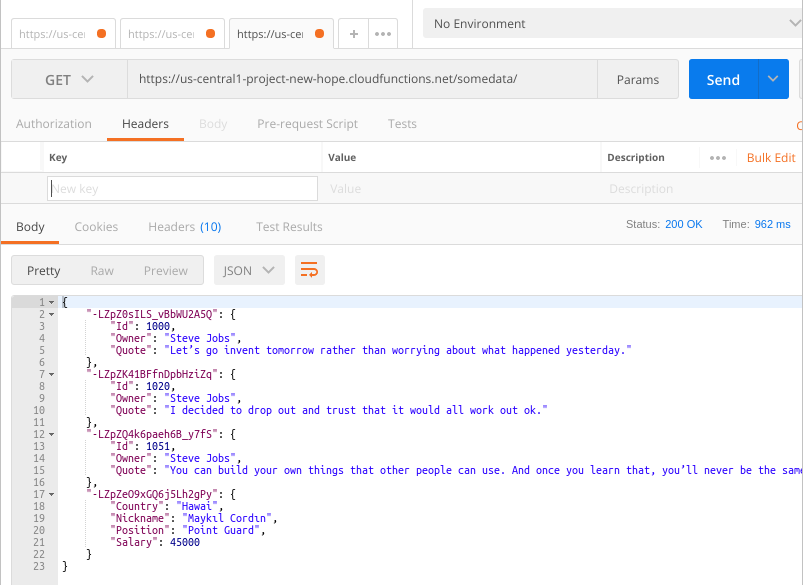 https://us-ce
https://us-cei
https://us-cei
+
•••
No Environment
GET
https://us-central1-project-new-hope.cloudfunctions.net/somedata/
Params
Send
Authorization
Headers
Body
Pre-request Script
Tests
Key
Value
Description
•••
Bulk Edit
New key
Value
Description
Body
Cookies
Headers (10)
Test Results
Status: 200 OK
Time: 962 ms
Pretty
Raw
Preview
JSON
1 {
2 "-LZpZ0sILS_vBbWU2A5Q": {
3 "Id": 1000,
4 "Owner": "Steve Jobs",
5 "Quote": "Let’s go invent tomorrow rather than worrying about what happened yesterday."
6 },
7 "-LZpZK41BFfnDpbHziZq": {
8 "Id": 1020,
9 "Owner": "Steve Jobs",
10 "Quote": "I decided to drop out and trust that it would all work out ok."
11 },
12 "-LZpZQ4k6paeh6B_y7fS": {
13 "Id": 1051,
14 "Owner": "Steve Jobs",
15 "Quote": "You can build your own things that other people can use. And once you learn that, you’ll never be the same
16 },
17 "-LZpZeO9xGQ6j5Lh2gPy": {
18 "Country": "Hawai",
19 "Nickname": "Maykιl Cordιn",
20 "Position": "Point Guard",
21 "Salary": 45000
22 }
23 }